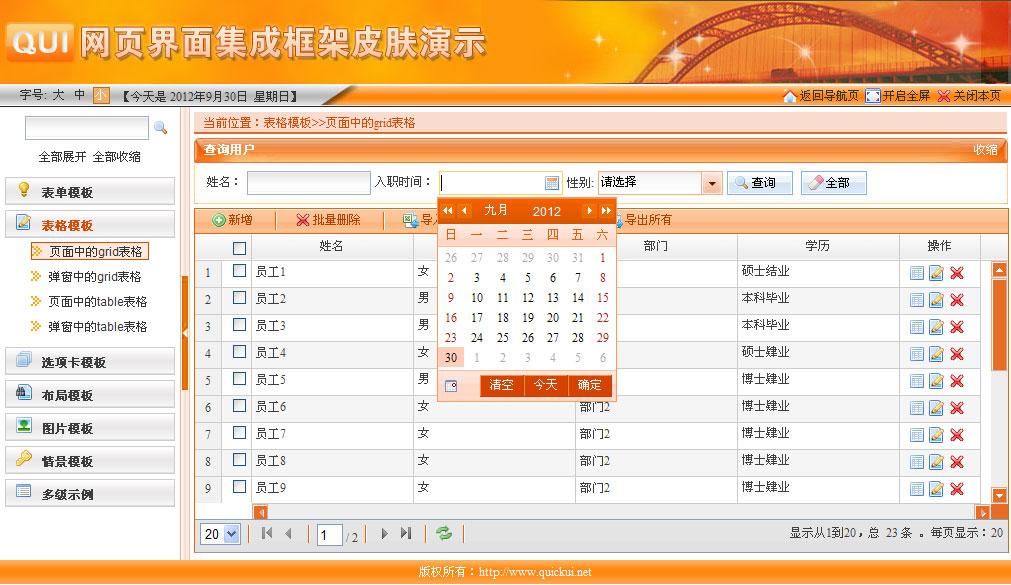 QUI 网页界面集成框架皮肤演示
字号: 大 中 小 【今天是 2012年9月30日 星期日】 返回导航页 开启全屏 关闭本页
全部展开 全部收缩
表单模板
表格模板
页面中的grid表格
弹窗中的grid表格
页面中的table表格
弹窗中的table表格
选项卡模板
布局模板
图片模板
情景模板
多级示例
当前位置：表格模板>>页面中的grid表格
查询用户 收缩
姓名： 入职时间： 性别: 请选择 查询 全部
新增 批量删除 导 导出所有
姓名 部门 学历 操作
1 员工1 女 硕士结业
2 员工2 男 本科毕业
3 员工3 男 本科毕业
4 员工4 女 硕士肄业
5 员工5 男 博士肄业
6 员工6 女 部门2 博士肄业
7 员工7 女 部门2 博士肄业
8 员工8 女 部门2 博士肄业
9 员工9 女 部门2 博士肄业
九月 2012
日 一 二 三 四 五 六
26 27 28 29 30 31 1
2 3 4 5 6 7 8
9 10 11 12 13 14 15
16 17 18 19 20 21 22
23 24 25 26 27 28 29
30 1 2 3 4 5 6
清空 今天 确定
20 1 / 2 显示从1到20，总 23 条 。每页显示：20
版权所有：http://www.quickui.net